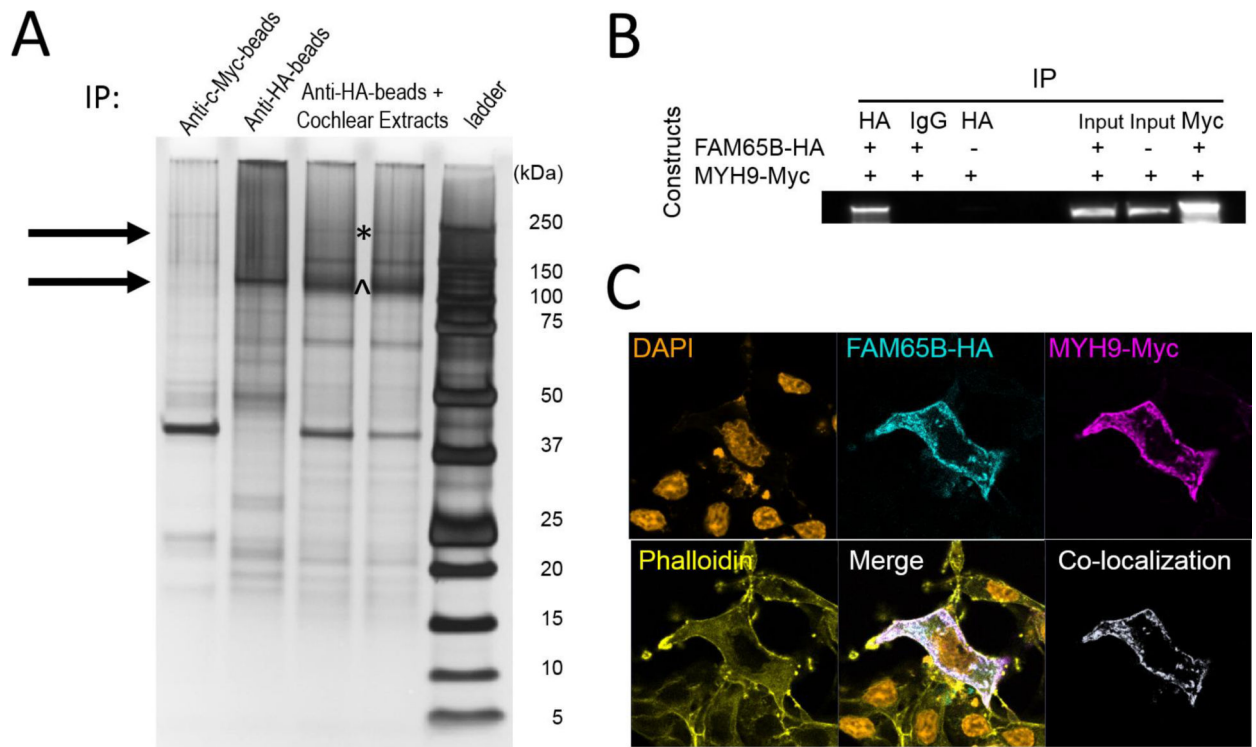 A
IP:
Anti-c-Myc-beads
Anti-HA-beads
Anti-HA-beads +
Cochlear Extracts
ladder
(kDa)
250
150
100
75
50
37
25
20
15
10
5
*
^
B
IP
HA IgG HA Input Input Myc
Constructs
FAM65B-HA + + - + - +
MYH9-Myc + + + + + +
C
DAPI FAM65B-HA MYH9-Myc
Phalloidin Merge Co-localization